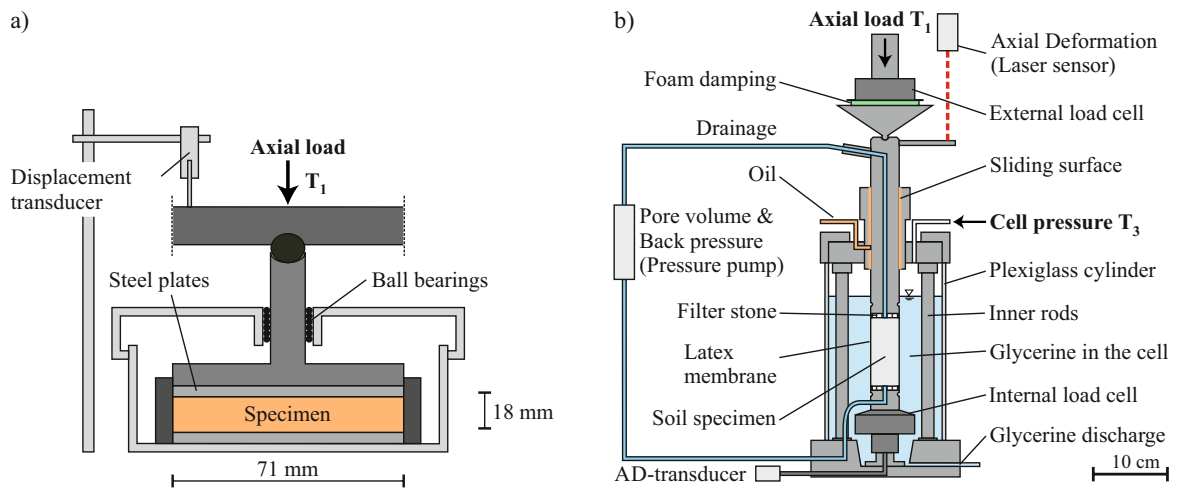 a)
Displacement
transducer
Axial load
T1
Steel plates
Ball bearings
Specimen
18 mm
71 mm
b)
Axial load T1
Axial Deformation
(Laser sensor)
Foam damping
External load cell
Drainage
Sliding surface
Oil
Pore volume &
Back pressure
(Pressure pump)
Cell pressure T3
Plexiglass cylinder
Filter stone
Inner rods
Latex
membrane
Glycerine in the cell
Soil specimen
Internal load cell
Glycerine discharge
AD-transducer
10 cm